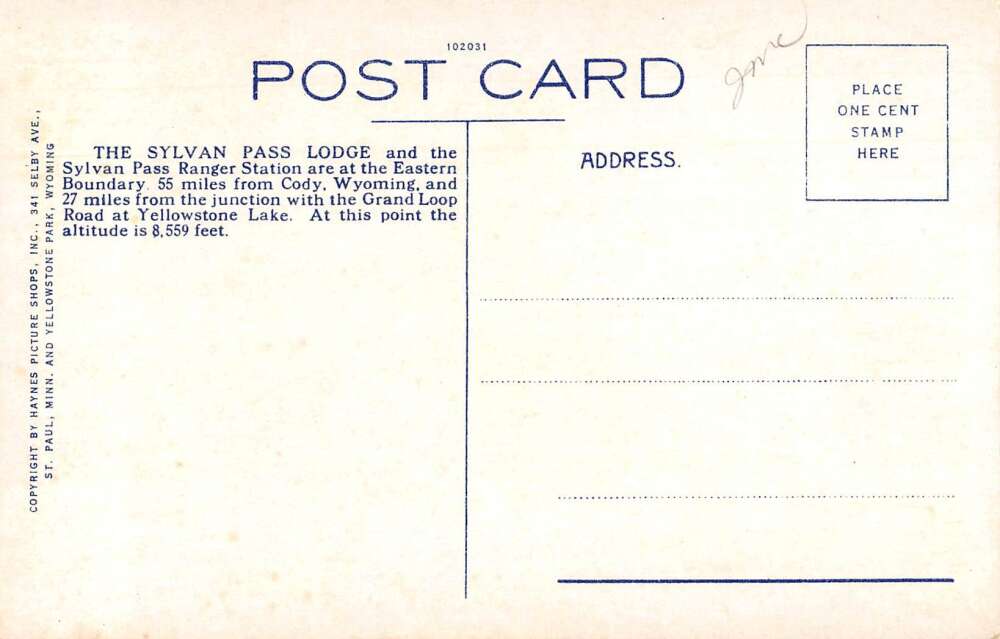 102031
POST CARD
PLACE
ONE CENT
STAMP
HERE
THE SYLVAN PASS LODGE and the
Sylvan Pass Ranger Station are at the Eastern
Boundary. 55 miles from Cody, Wyoming, and
27 miles from the junction with the Grand Loop
Road at Yellowstone Lake. At this point the
altitude is 8,559 feet.
ADDRESS.
COPYRIGHT BY HAYNES PICTURE SHOPS, INC., 341 SELBY AVE.,
ST. PAUL, MINN. AND YELLOWSTONE PARK, WYOMING